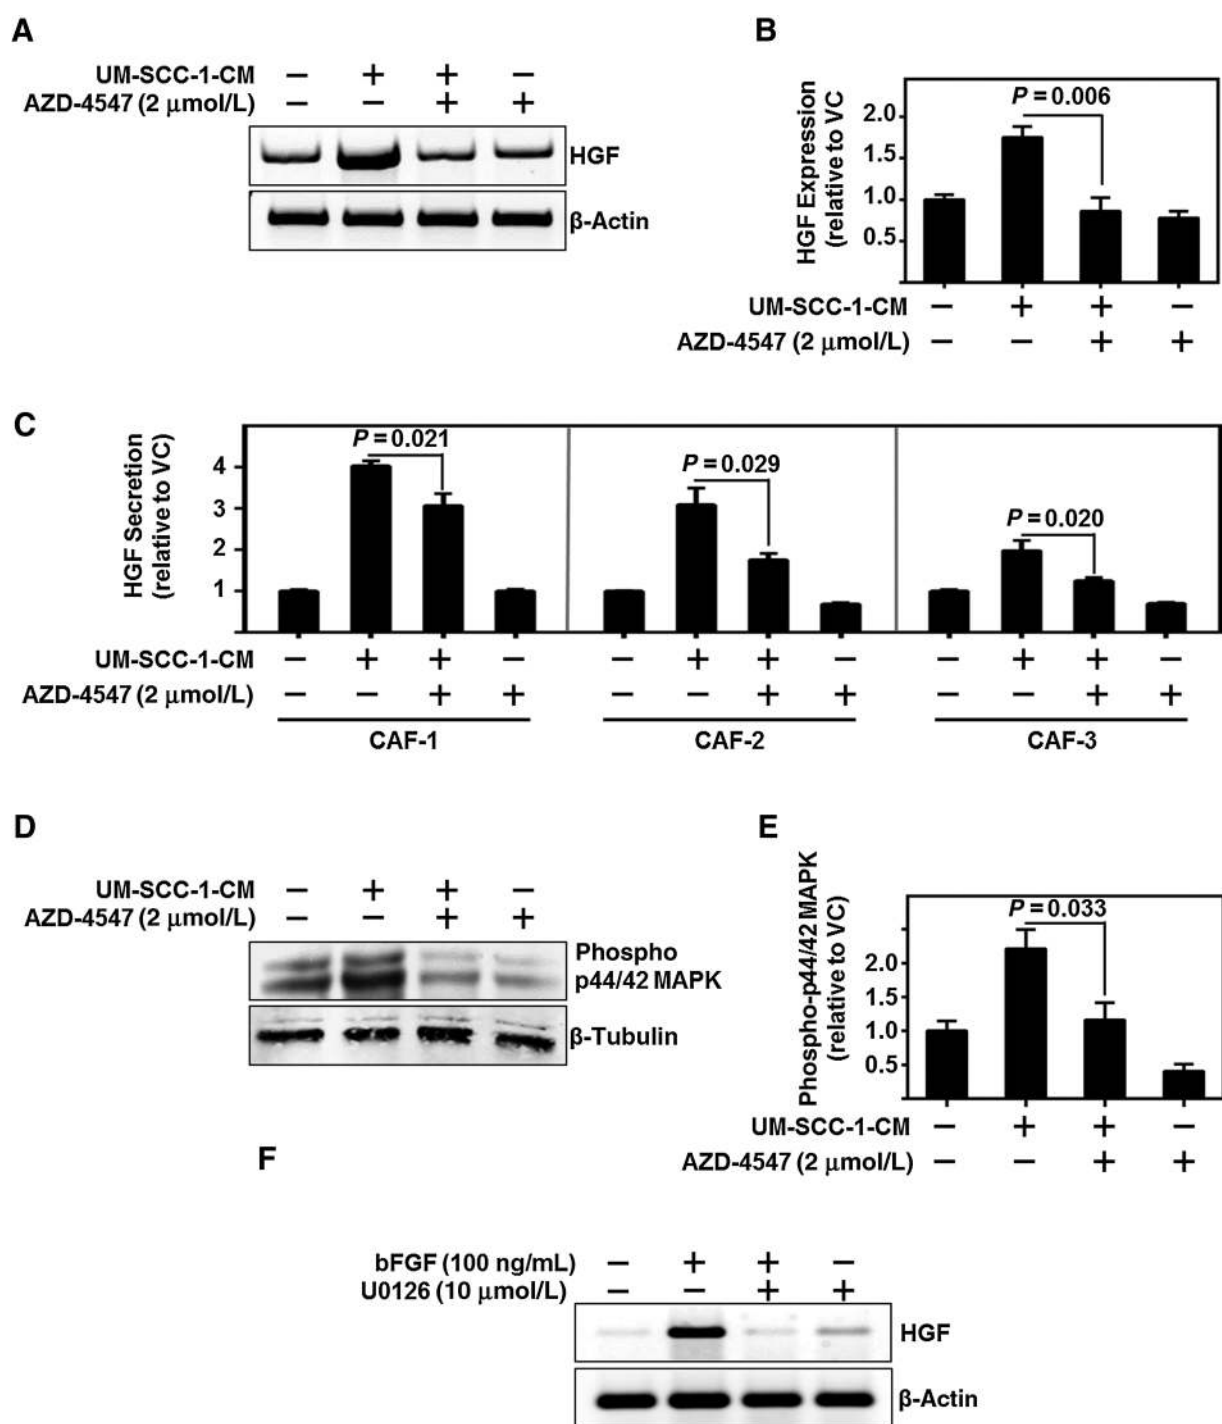 A
UM-SCC-1-CM − + + −
AZD-4547 (2 μmol/L) − − + +
HGF
β-Actin
B
HGF Expression
(relative to VC)
P = 0.006
2.0
1.5
1.0
0.5
UM-SCC-1-CM − + + −
AZD-4547 (2 μmol/L) − − + +
C
HGF Secretion
(relative to VC)
4
3
2
1
P = 0.021
P = 0.029
P = 0.020
UM-SCC-1-CM − + + − − + + − − + + −
AZD-4547 (2 μmol/L) − − + + − − + + − − + +
CAF-1 CAF-2 CAF-3
D
UM-SCC-1-CM − + + −
AZD-4547 (2 μmol/L) − − + +
Phospho
p44/42 MAPK
β-Tubulin
E
Phospho-p44/42 MAPK
(relative to VC)
P = 0.033
2.0
1.5
1.0
0.5
UM-SCC-1-CM − + + −
AZD-4547 (2 μmol/L) − − + +
F
bFGF (100 ng/mL) − + + −
U0126 (10 μmol/L) − − + +
HGF
β-Actin